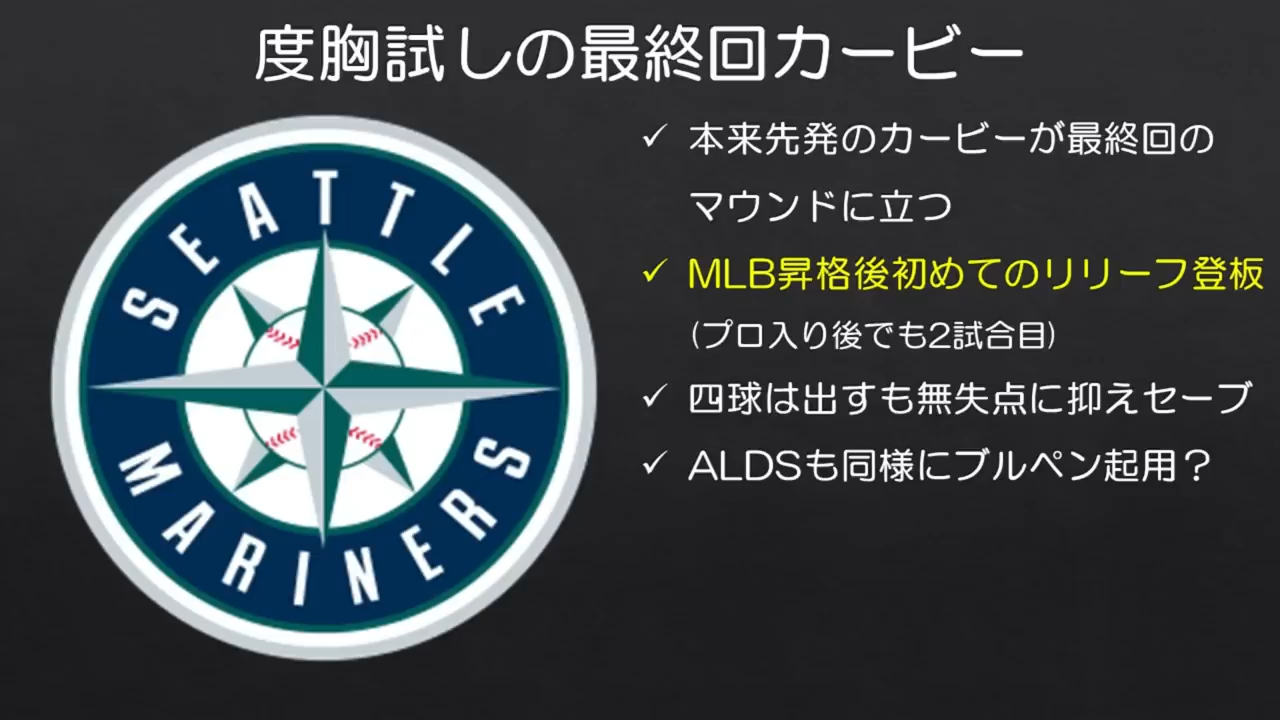 度胸試しの最終回カービー
SEATTLE
MARINERS
✓ 本来先発のカービーが最終回の
マウンドに立つ
✓ MLB昇格後初めてのリリーフ登板
(プロ入り後でも2試合目)
✓ 四球は出すも無失点に抑えセーブ
✓ ALDSも同様にブルペン起用？